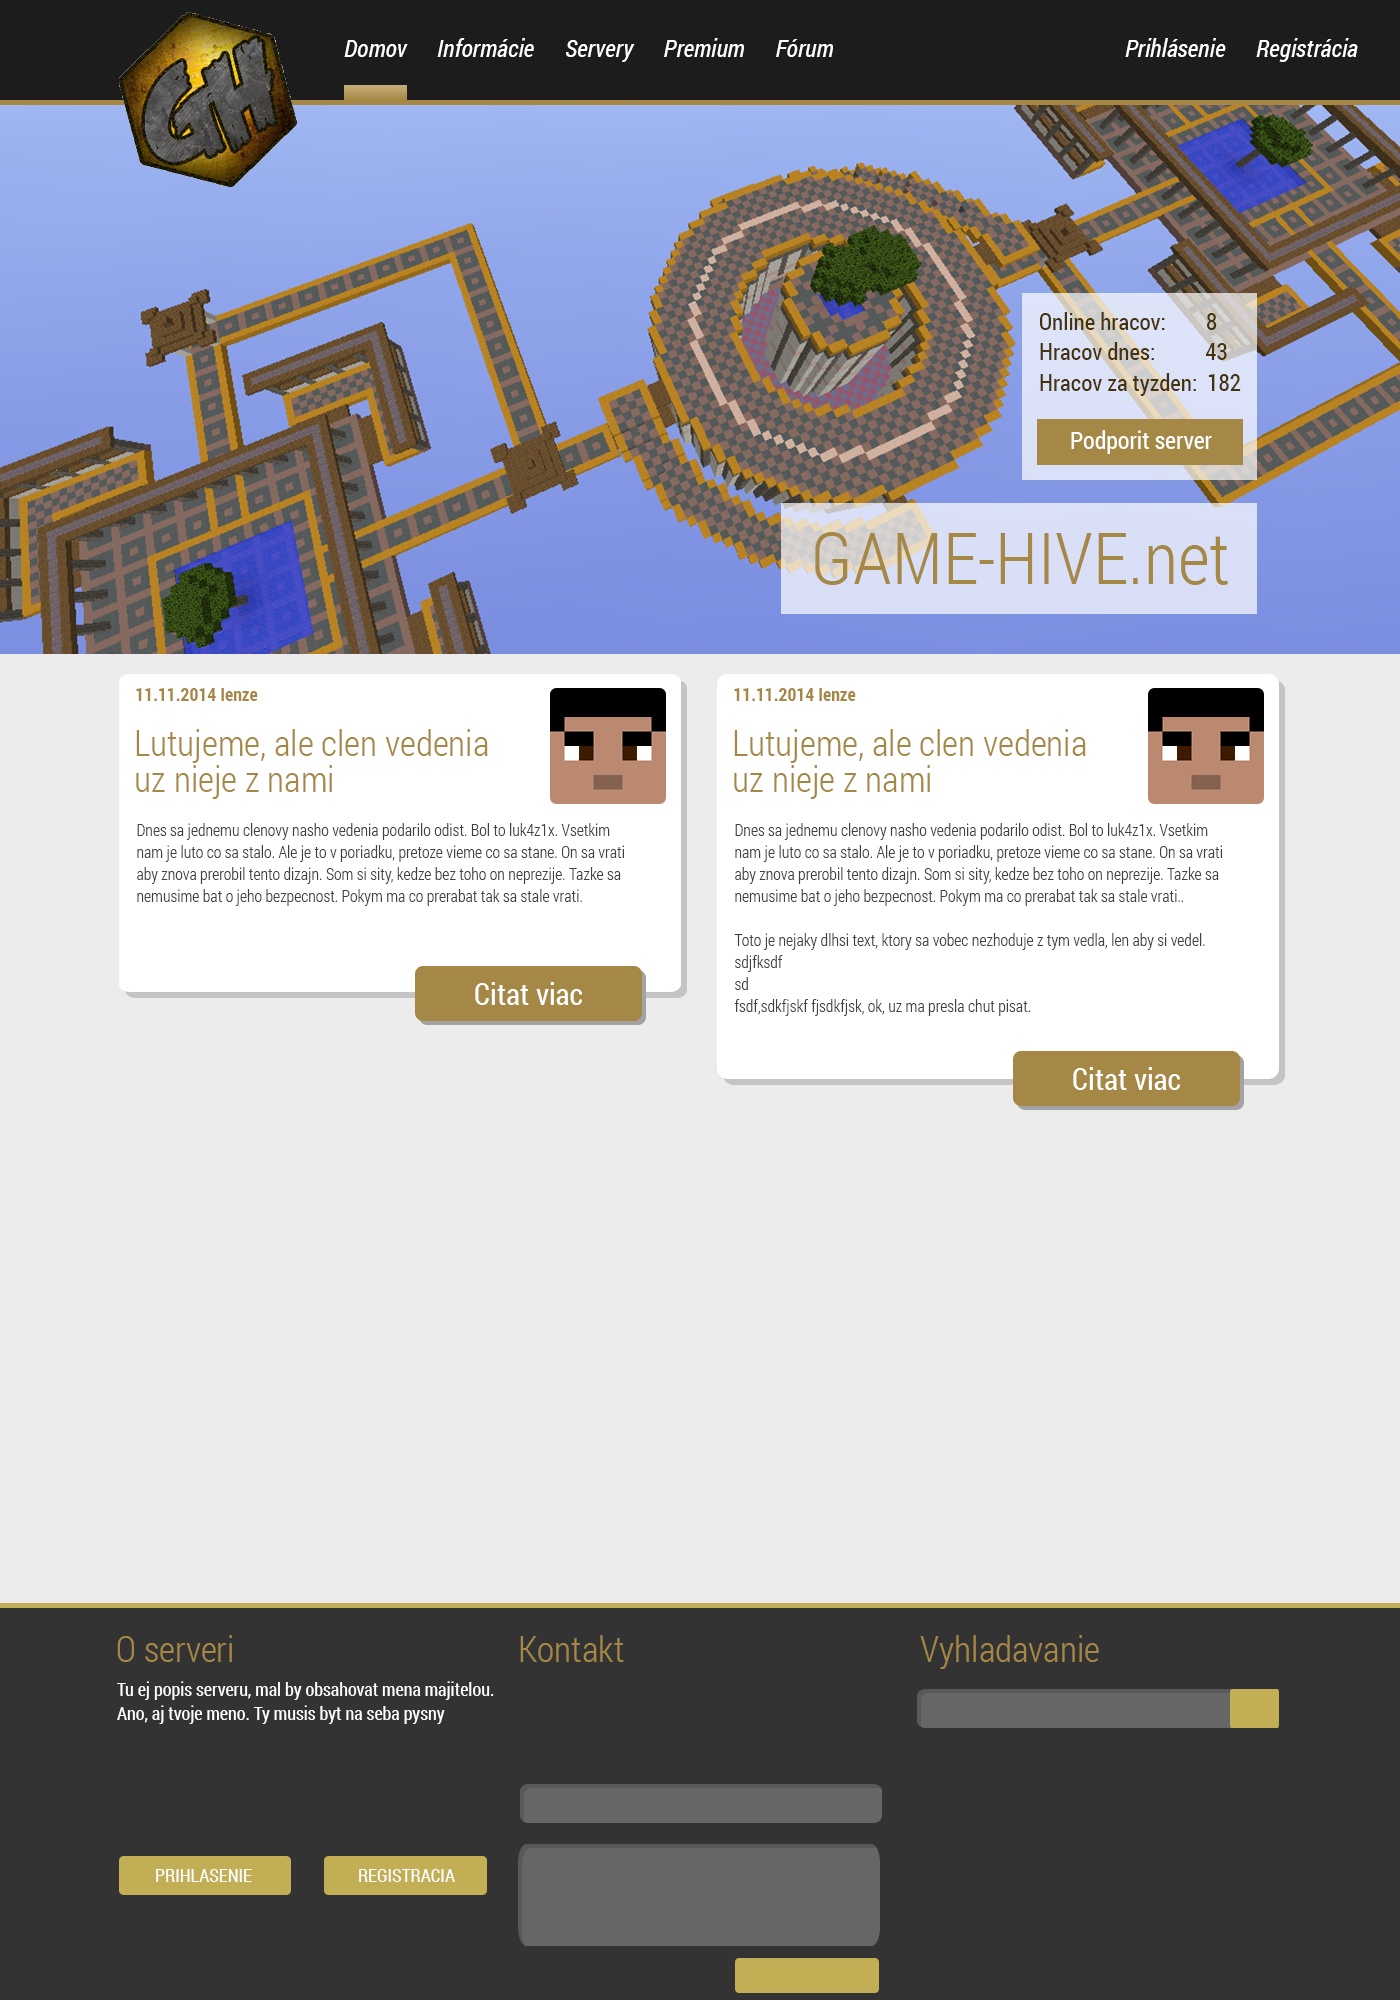 GH
Domov Informácie Servery Premium Fórum Prihlásenie Registrácia
Online hracov: 8
Hracov dnes: 43
Hracov za tyzden: 182
Podporit server
GAME-HIVE.net
11.11.2014 lenze
Lutujeme, ale clen vedenia
uz nieje z nami
Dnes sa jednemu clenovy nasho vedenia podarilo odist. Bol to luk4z1x. Vsetkim
nam je luto co sa stalo. Ale je to v poriadku, pretoze vieme co sa stane. On sa vrati
aby znova prerobil tento dizajn. Som si sity, kedze bez toho on neprezije. Tazke sa
nemusime bat o jeho bezpecnost. Pokym ma co prerabat tak sa stale vrati.
Citat viac
11.11.2014 lenze
Lutujeme, ale clen vedenia
uz nieje z nami
Dnes sa jednemu clenovy nasho vedenia podarilo odist. Bol to luk4z1x. Vsetkim
nam je luto co sa stalo. Ale je to v poriadku, pretoze vieme co sa stane. On sa vrati
aby znova prerobil tento dizajn. Som si sity, kedze bez toho on neprezije. Tazke sa
nemusime bat o jeho bezpecnost. Pokym ma co prerabat tak sa stale vrati..
Toto je nejaky dlhsi text, ktory sa vobec nezhoduje z tym vedla, len aby si vedel.
sdjfksdf
sd
fsdf,sdkfjskf fjsdkfjsk, ok, uz ma presla chut pisat.
Citat viac
O serveri
Tu ej popis serveru, mal by obsahovat mena majitelou.
Ano, aj tvoje meno. Ty musis byt na seba pysny
PRIHLASENIE REGISTRACIA
Kontakt
Vyhladavanie